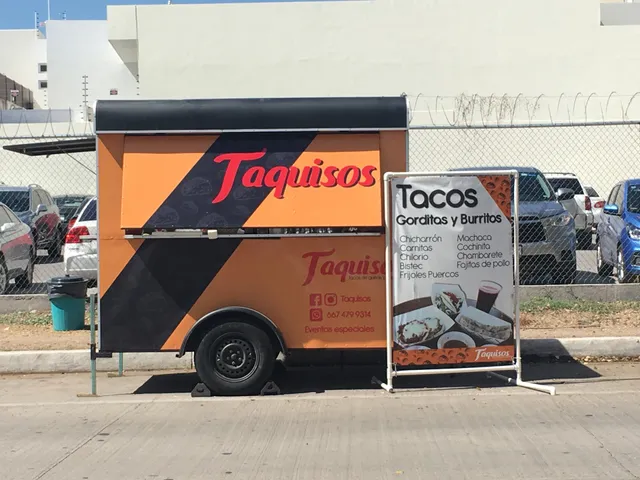 Taquisos
Taquisos
Taquisos
667 479 9314
Eventos especiales
Tacos
Gorditas y Burritos
Chicharrón
Carnitas
Chilorio
Bistec
Frijoles Puercos
Machaca
Cochinita
Chambarete
Fajitas de pollo
Taquisos